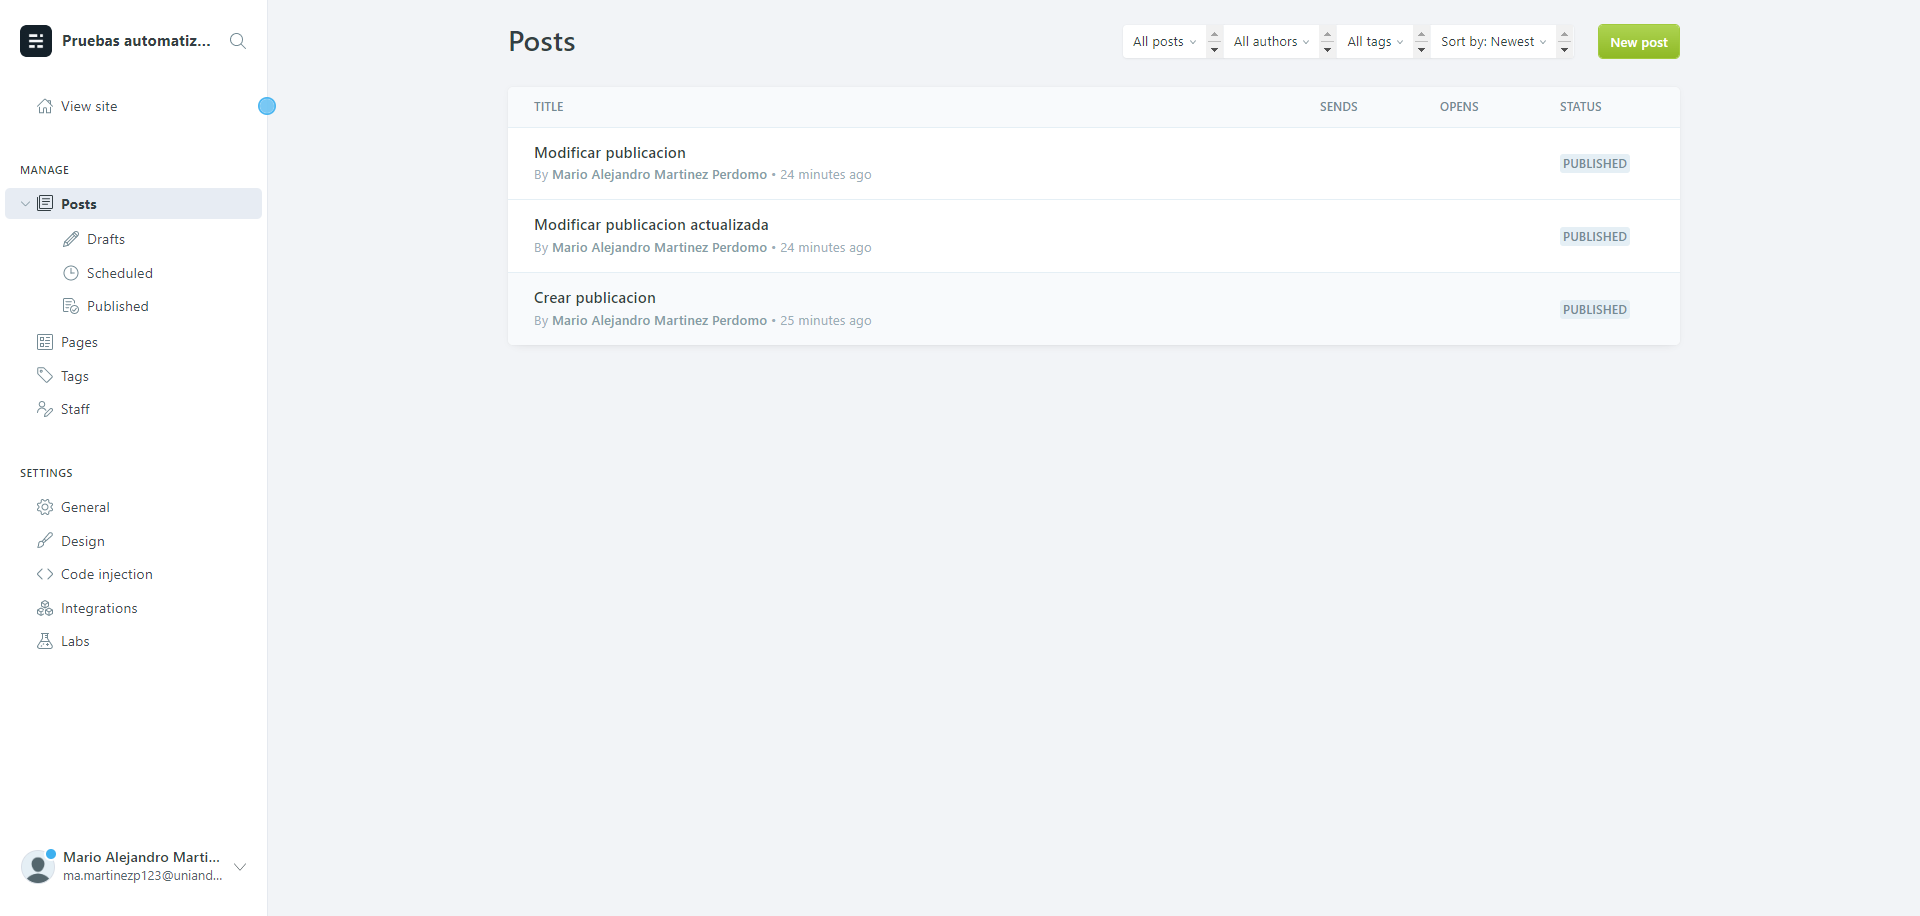 Pruebas automatiz...
View site
MANAGE
Posts
Drafts
Scheduled
Published
Pages
Tags
Staff
SETTINGS
General
Design
Code injection
Integrations
Labs
Mario Alejandro Marti...
ma.martinezp123@uniand...
Posts
All posts All authors All tags Sort by: Newest New post
TITLE SENDS OPENS STATUS
Modificar publicacion
By Mario Alejandro Martinez Perdomo • 24 minutes ago
PUBLISHED
Modificar publicacion actualizada
By Mario Alejandro Martinez Perdomo • 24 minutes ago
PUBLISHED
Crear publicacion
By Mario Alejandro Martinez Perdomo • 25 minutes ago
PUBLISHED